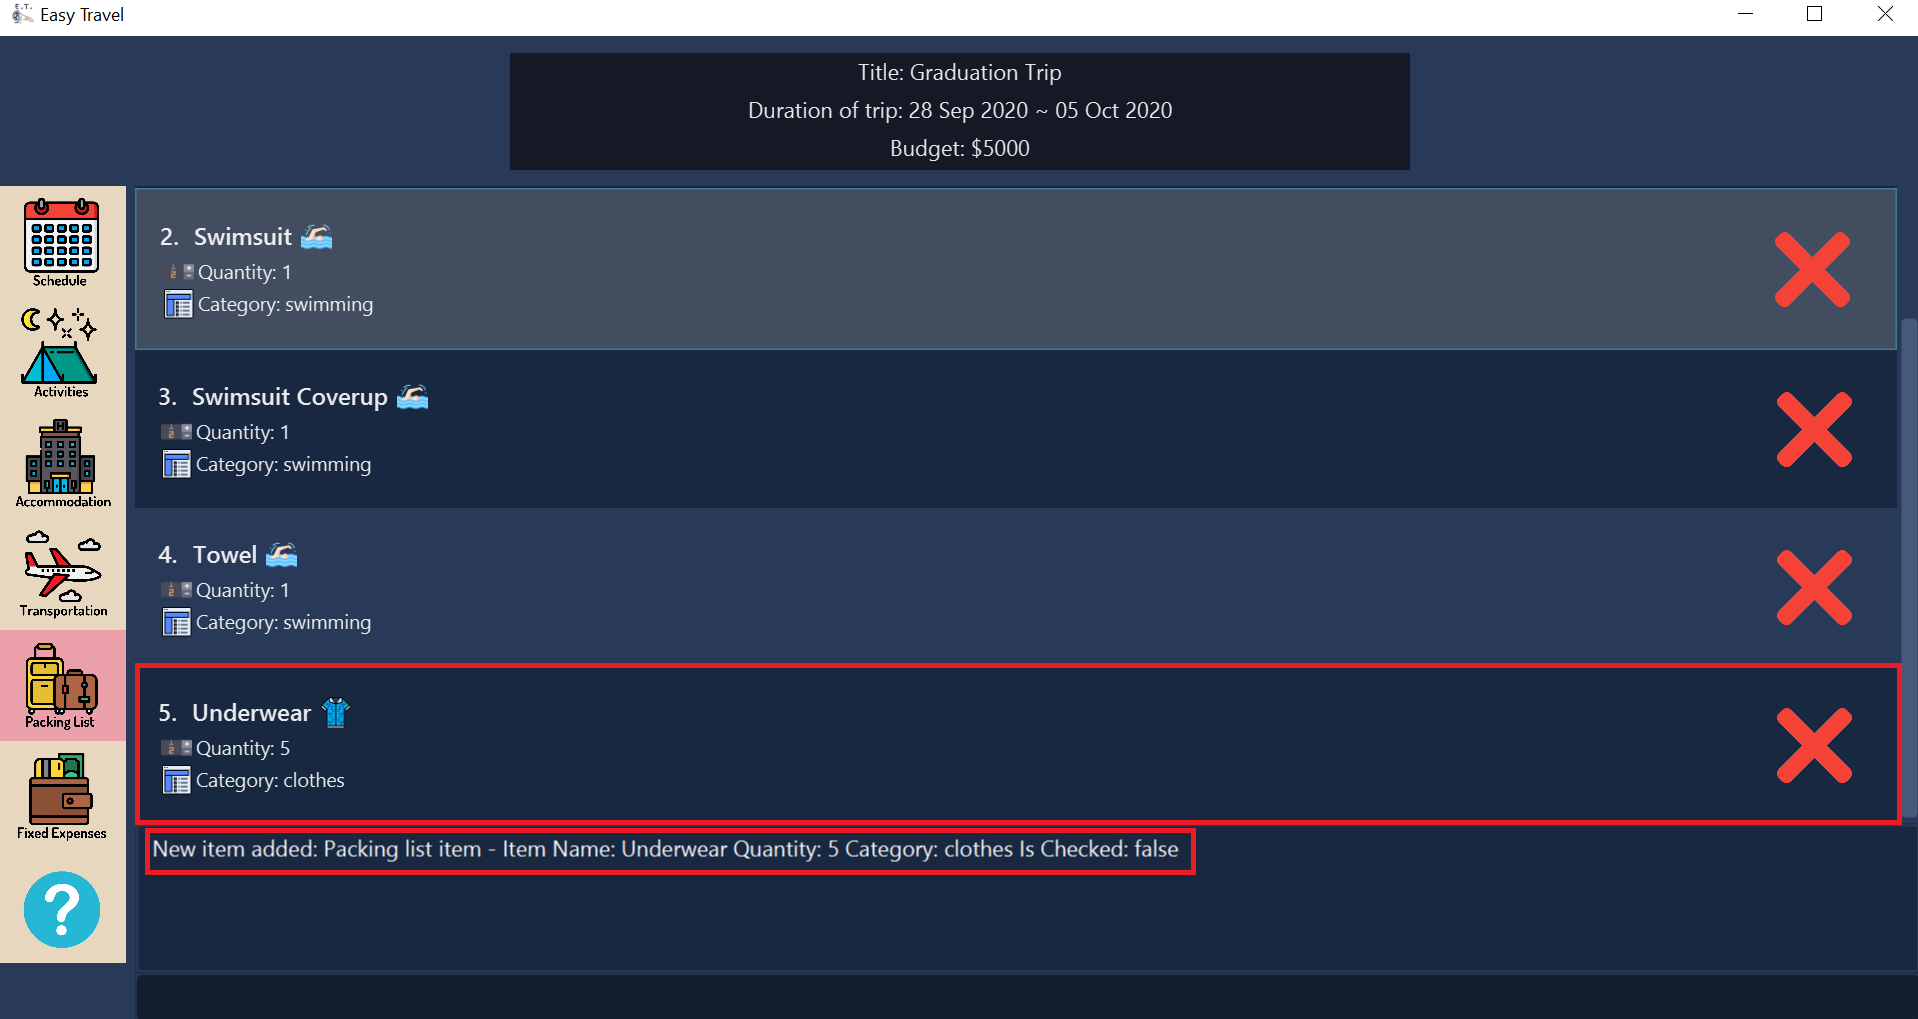 E.T.
Easy Travel
Title: Graduation Trip
Duration of trip: 28 Sep 2020 ~ 05 Oct 2020
Budget: $5000
Schedule
Activities
Accommodation
Transportation
Packing List
Fixed Expenses
?
2. Swimsuit
Quantity: 1
Category: swimming
3. Swimsuit Coverup
Quantity: 1
Category: swimming
4. Towel
Quantity: 1
Category: swimming
5. Underwear
Quantity: 5
Category: clothes
New item added: Packing list item - Item Name: Underwear Quantity: 5 Category: clothes Is Checked: false